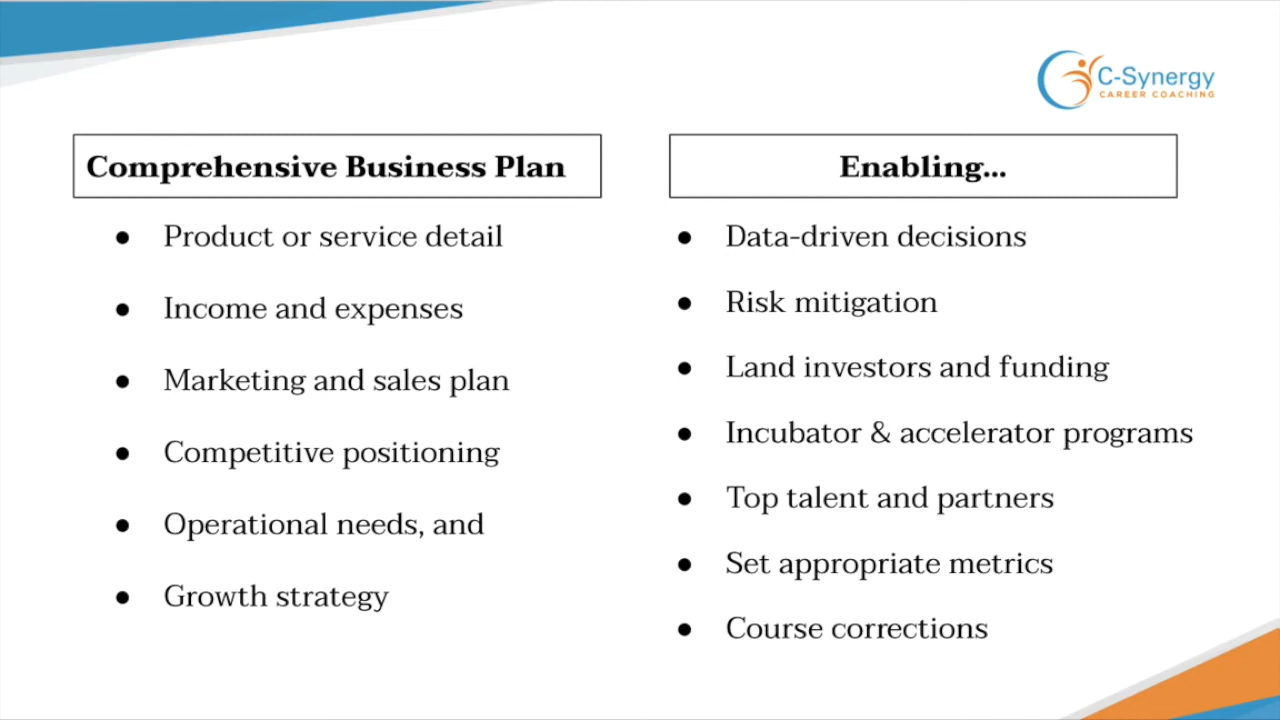 C-Synergy
CAREER COACHING
Comprehensive Business Plan
● Product or service detail
● Income and expenses
● Marketing and sales plan
● Competitive positioning
● Operational needs, and
● Growth strategy
Enabling...
● Data-driven decisions
● Risk mitigation
● Land investors and funding
● Incubator & accelerator programs
● Top talent and partners
● Set appropriate metrics
● Course corrections